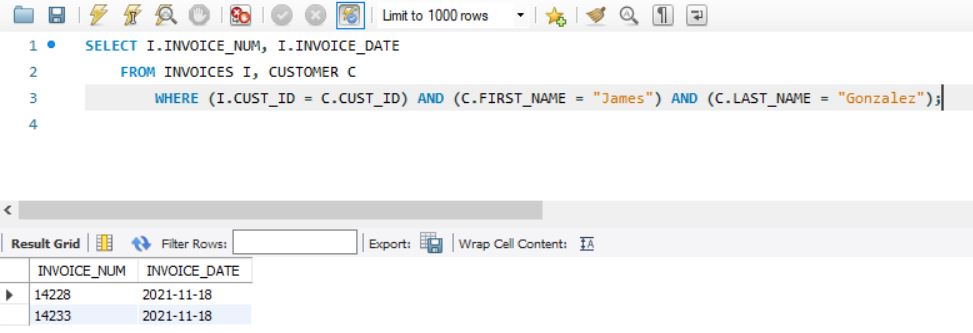 Limit to 1000 rows
1 SELECT I.INVOICE_NUM, I.INVOICE_DATE
2 FROM INVOICES I, CUSTOMER C
3 WHERE (I.CUST_ID = C.CUST_ID) AND (C.FIRST_NAME = "James") AND (C.LAST_NAME = "Gonzalez");
4
Result Grid Filter Rows: Export: Wrap Cell Content: IA
INVOICE_NUM INVOICE_DATE
14228 2021-11-18
14233 2021-11-18